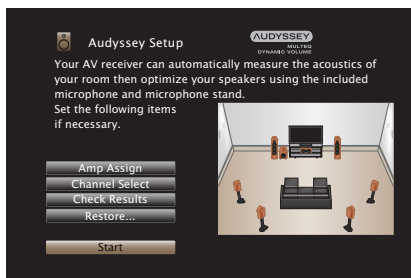 Audyssey Setup
AUDYSSEY
MULTEQ
DYNAMIC VOLUME
Your AV receiver can automatically measure the acoustics of
your room then optimize your speakers using the included
microphone and microphone stand.
Set the following items
if necessary.
Amp Assign
Channel Select
Check Results
Restore...
Start